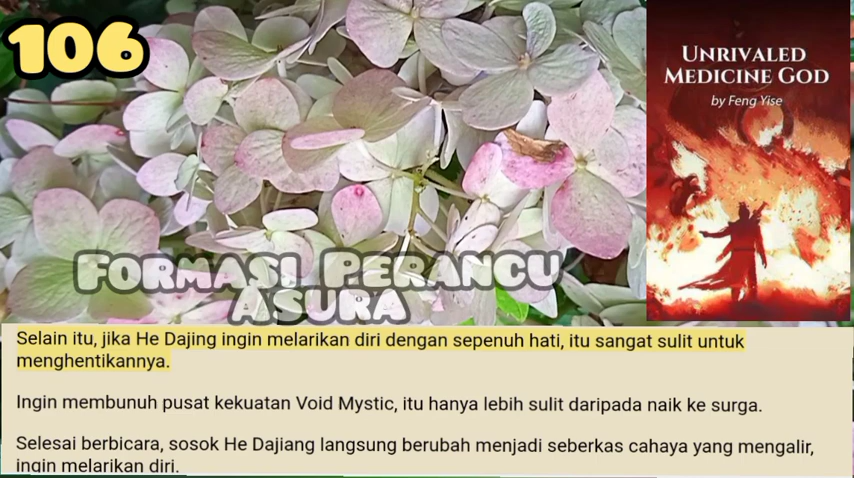 106
UNRIVALED
MEDICINE GOD
by Feng Yise
FORMASI PERANCU
ASURA
Selain itu, jika He Dajing ingin melarikan diri dengan sepenuh hati, itu sangat sulit untuk
menghentikannya.
Ingin membunuh pusat kekuatan Void Mystic, itu hanya lebih sulit daripada naik ke surga.
Selesai berbicara, sosok He Dajiang langsung berubah menjadi seberkas cahaya yang mengalir,
ingin melarikan diri.